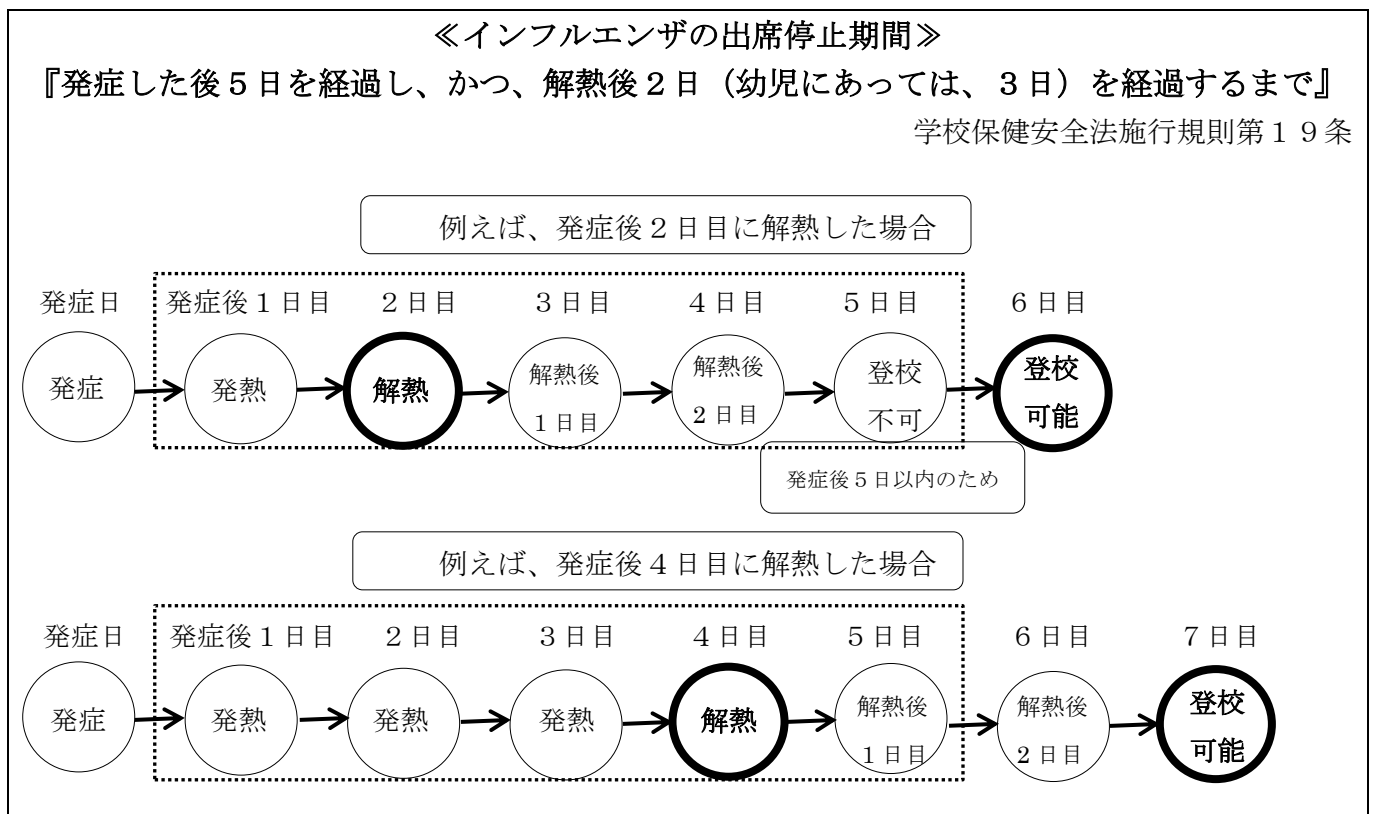 ≪インフルエンザの出席停止期間≫
『発症した後５日を経過し、かつ、解熱後２日（幼児にあっては、３日）を経過するまで』
学校保健安全法施行規則第１９条
例えば、発症後２日目に解熱した場合
発症日 発症後１日目 ２日目 ３日目 ４日目 ５日目 ６日目
発症 発熱 解熱 解熱後 解熱後 登校 登校
１日目 ２日目 不可 可能
発症後５日以内のため
例えば、発症後４日目に解熱した場合
発症日 発症後１日目 ２日目 ３日目 ４日目 ５日目 ６日目 ７日目
発症 発熱 発熱 発熱 解熱 解熱後 解熱後 登校
１日目 ２日目 可能